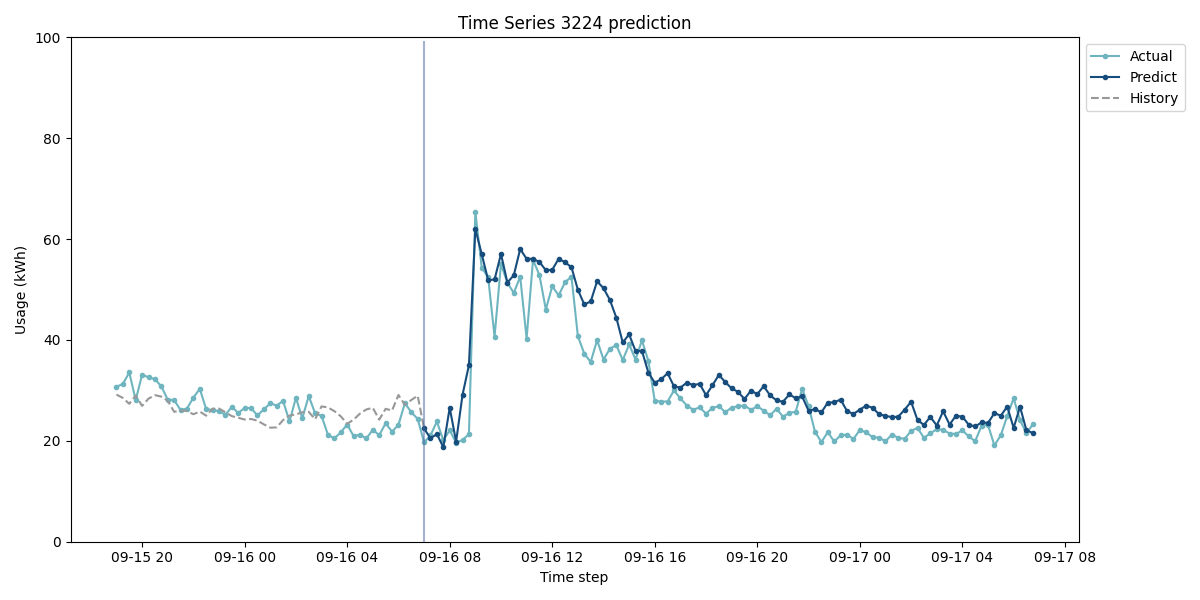 Time Series 3224 prediction
Actual
Predict
History
Usage (kWh)
100
80
60
40
20
0
09-15 20
09-16 00
09-16 04
09-16 08
09-16 12
09-16 16
09-16 20
09-17 00
09-17 04
09-17 08
Time step